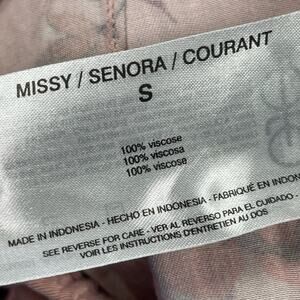 MISSY / SENORA / COURANT
S
100% viscose
100% viscosa
100% viscose
MADE IN INDONESIA - HECHO EN INDONESIA - FABRIQUÉ EN INDON
SEE REVERSE FOR CARE - VER AL REVERSO PARA EL CUIDADO -
VOIR LES INSTRUCTIONS D'ENTRETIEN AU DOS